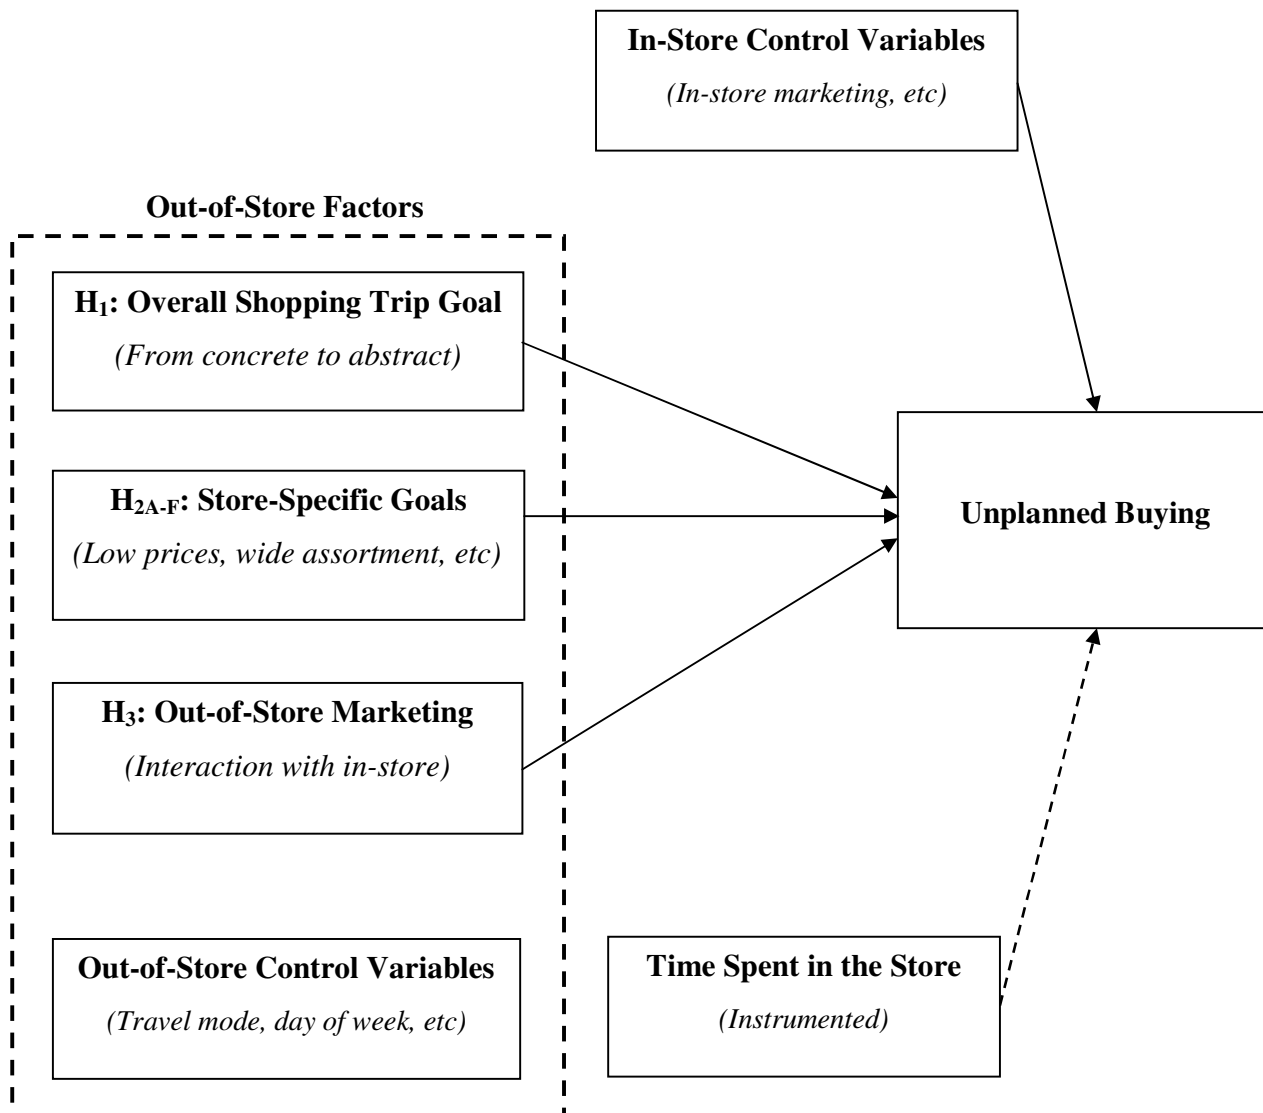 In-Store Control Variables
(In-store marketing, etc)
Out-of-Store Factors
H₁: Overall Shopping Trip Goal
(From concrete to abstract)
H₂A-F: Store-Specific Goals
(Low prices, wide assortment, etc)
Unplanned Buying
H₃: Out-of-Store Marketing
(Interaction with in-store)
Out-of-Store Control Variables
(Travel mode, day of week, etc)
Time Spent in the Store
(Instrumented)